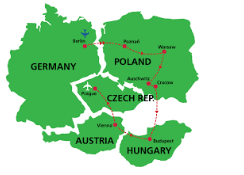 Berlin
Poznań
Warsaw
GERMANY
POLAND
Auschwitz
Cracow
Prague
CZECH REP.
Vienna
AUSTRIA
Budapest
HUNGARY